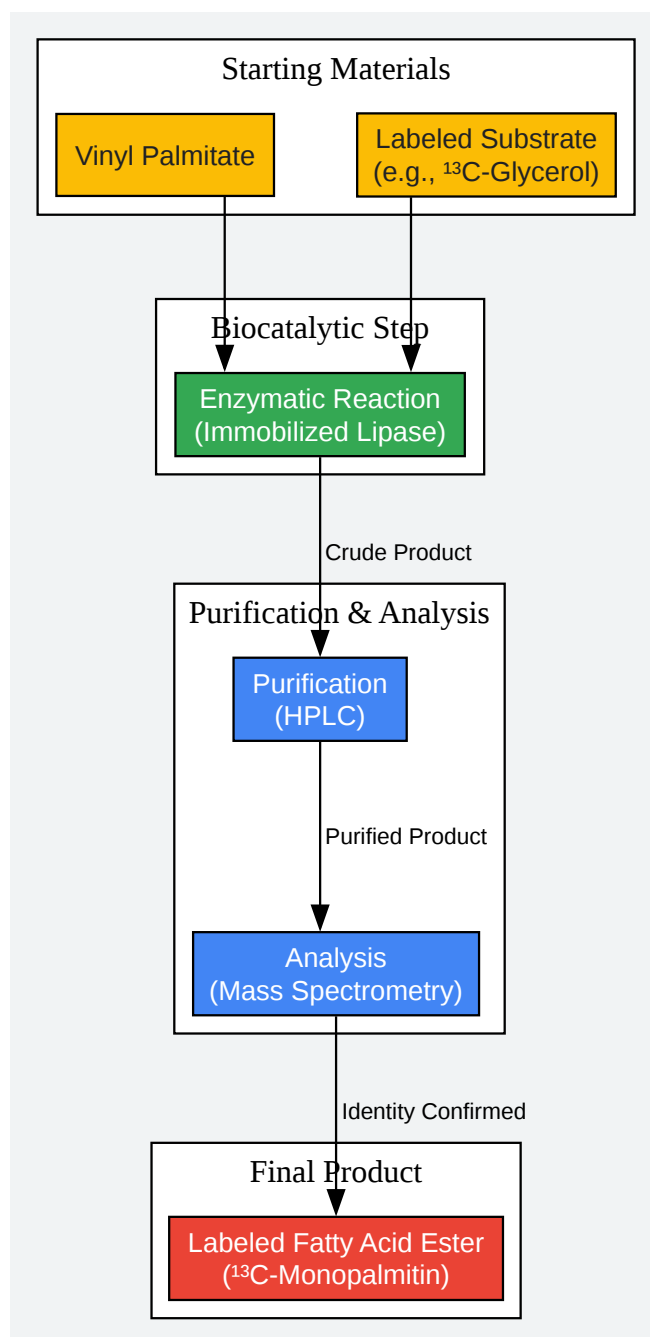 Starting Materials
Vinyl Palmitate
Labeled Substrate
(e.g., ¹³C-Glycerol)
Biocatalytic Step
Enzymatic Reaction
(Immobilized Lipase)
Crude Product
Purification & Analysis
Purification
(HPLC)
Purified Product
Analysis
(Mass Spectrometry)
Identity Confirmed
Final Product
Labeled Fatty Acid Ester
(¹³C-Monopalmitin)